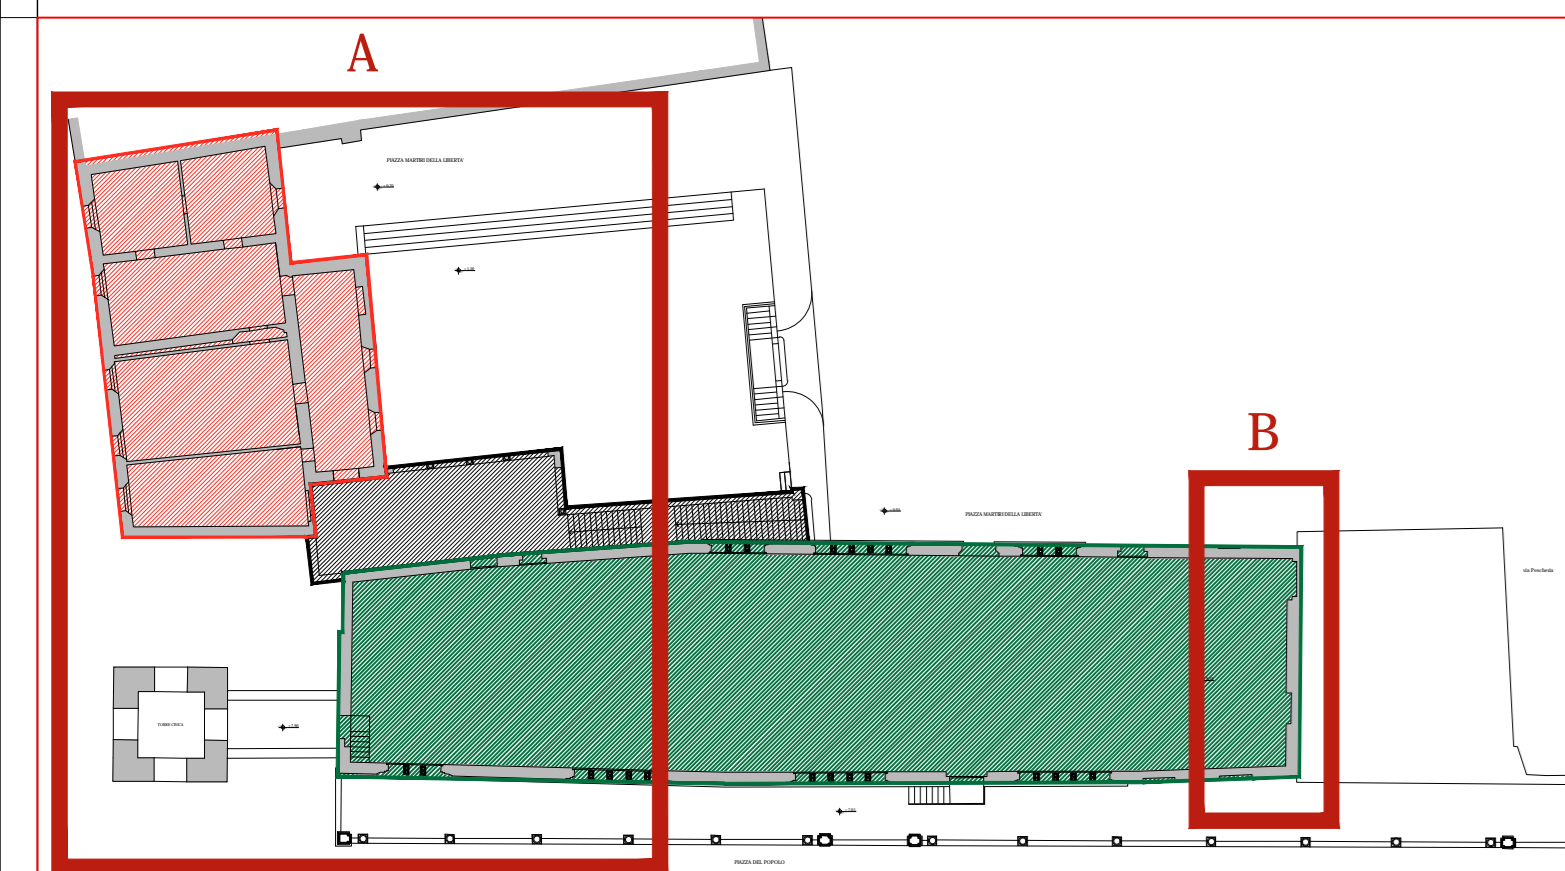 A
PIAZZA MARTIRI DELLA LIBERTA'
B
PIAZZA MARTIRI DELLA LIBERTA'
via Pescheria
TORRE CIVICA
PIAZZA DEL POPOLO